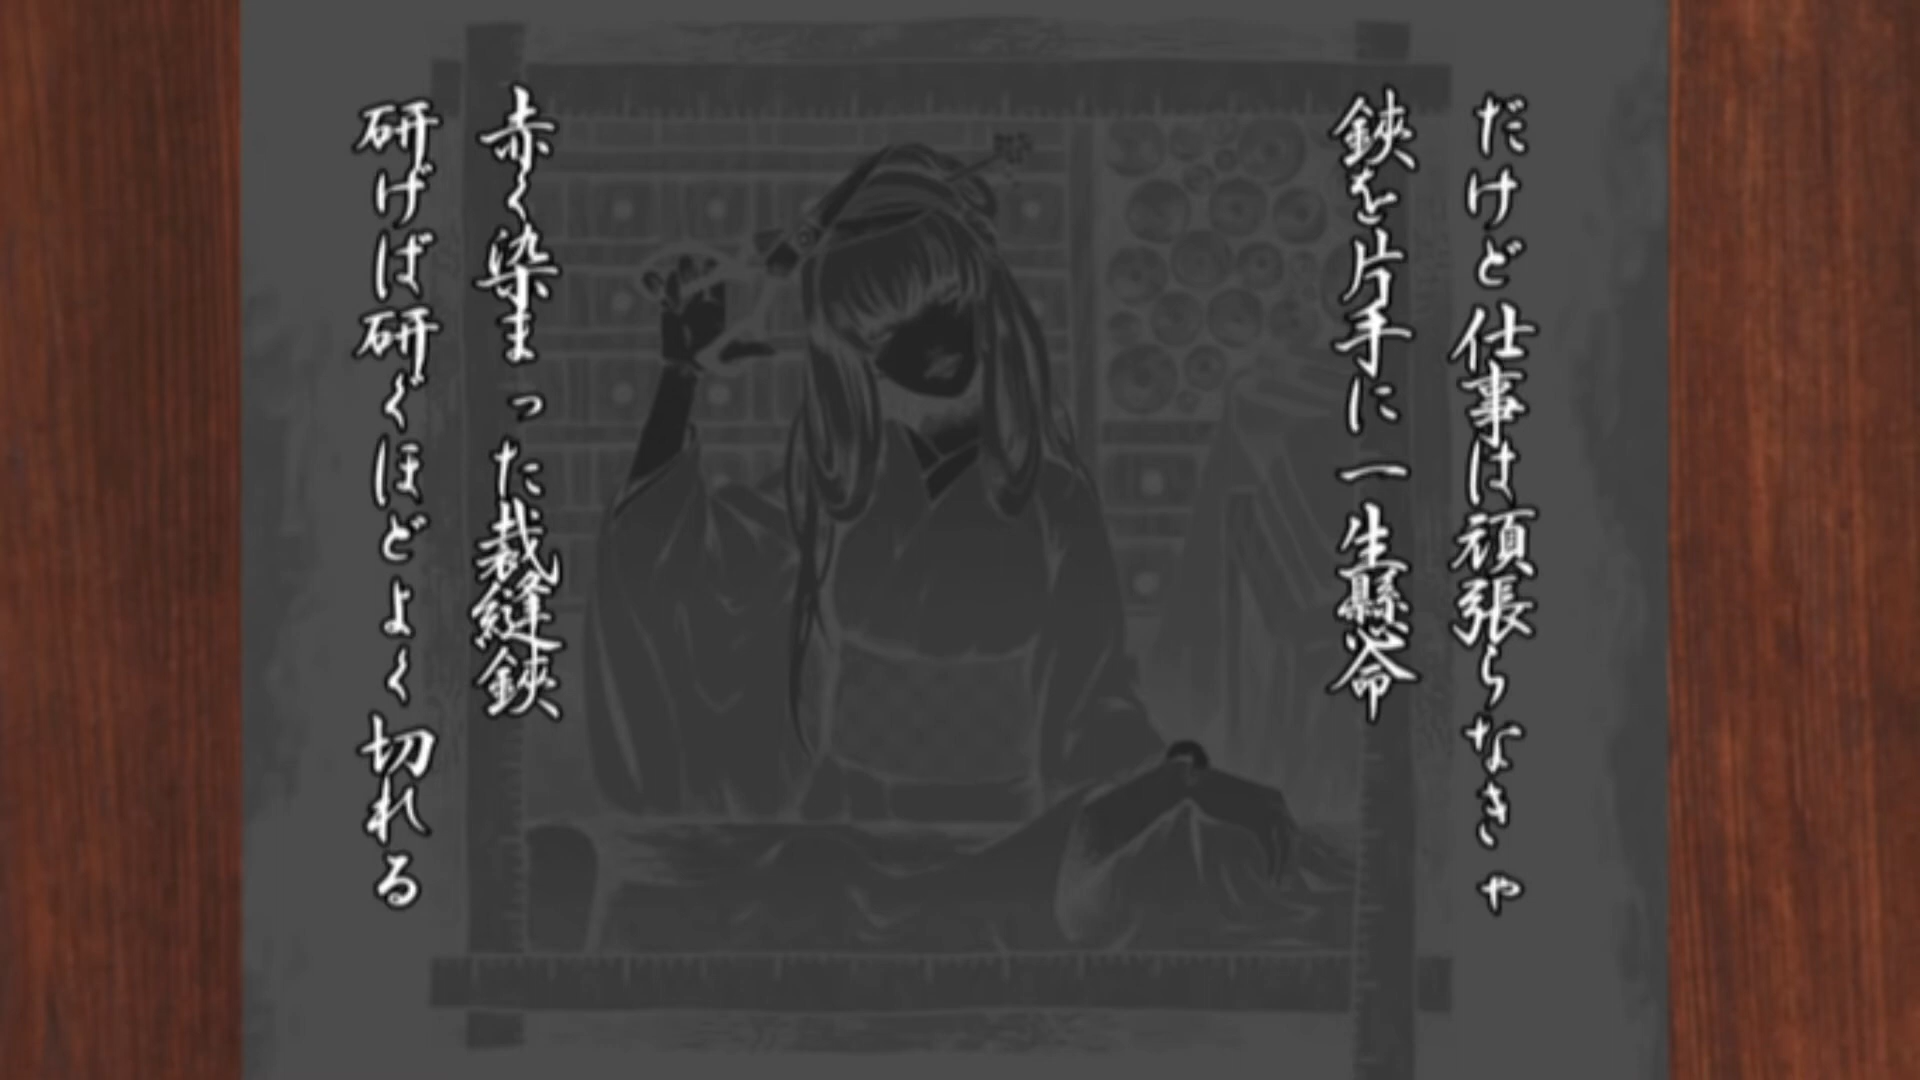 だけど仕事は頑張らなきゃ
鋏を片手に一生懸命
赤く染まった裁縫鋏
研げば研ぐほどよく切れる